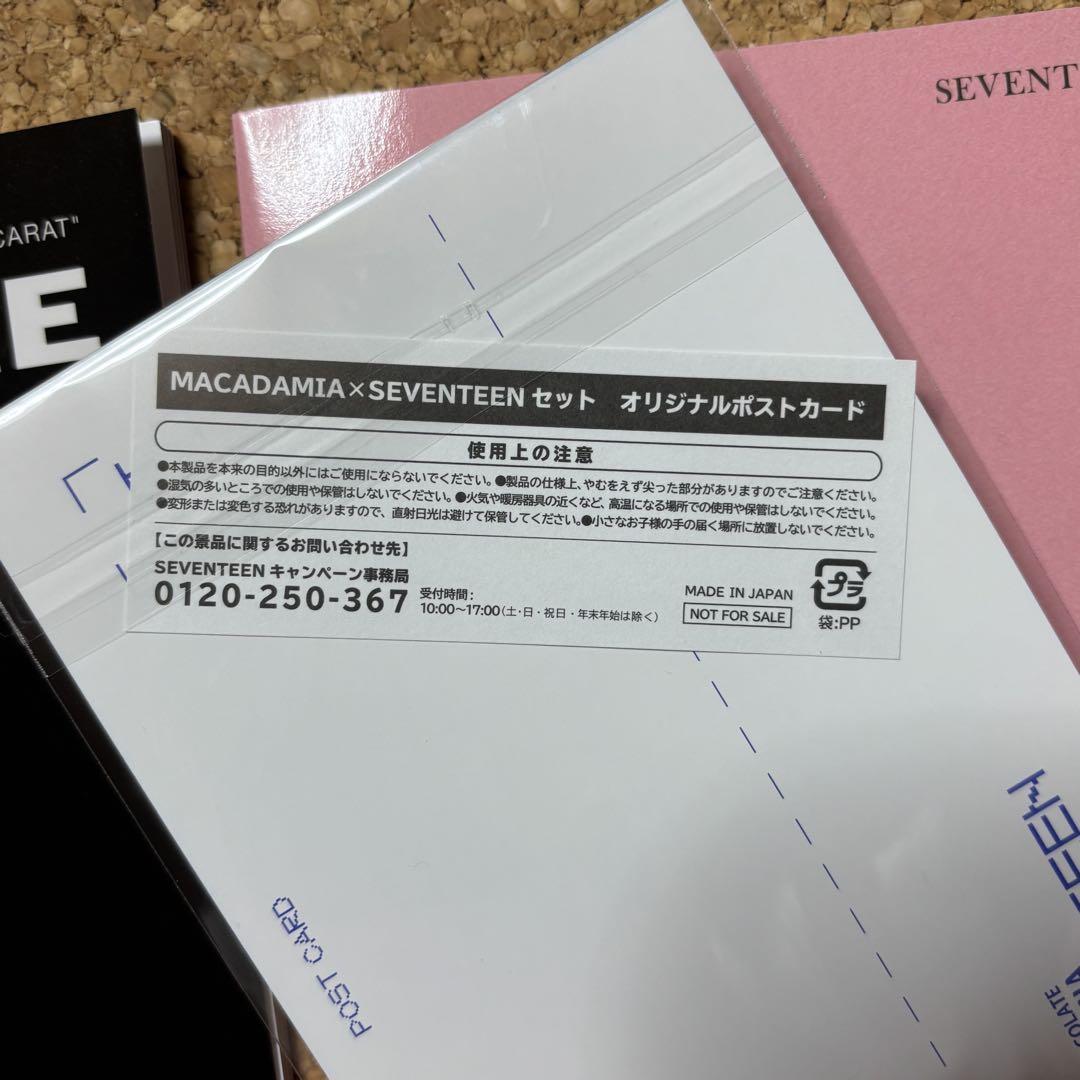 SEVENT
CARAT"
E
MACADAMIA×SEVENTEEN セット オリジナルポストカード
使用上の注意
●本製品を本来の目的以外にはご使用にならないでください。●製品の仕様上、やむをえず尖った部分がありますのでご注意ください。
●湿気の多いところでの使用や保管はしないでください。●火気や暖房器具の近くなど、高温になる場所での使用や保管はしないでください。
●変形または変色する恐れがありますので、直射日光は避けて保管してください。●小さなお子様の手の届く場所に放置しないでください。
【この景品に関するお問い合わせ先】
SEVENTEEN キャンペーン事務局
0120-250-367 受付時間:
10:00〜17:00(土・日・祝日・年末年始は除く)
MADE IN JAPAN
NOT FOR SALE
プラ
袋:PP
POST CARD
TEEN
COLATE